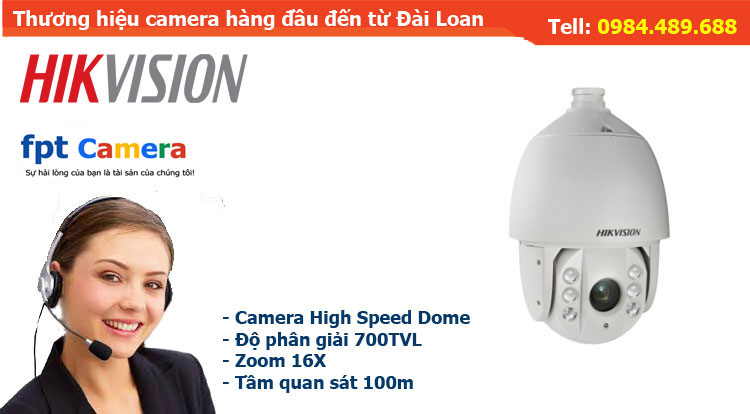 Thương hiệu camera hàng đầu đến từ Đài Loan
Tell: 0984.489.688
HIKVISION
fpt Camera
Sự hài lòng của bạn là tài sản của chúng tôi!
HIKVISION
- Camera High Speed Dome
- Độ phân giải 700TVL
- Zoom 16X
- Tâm quan sát 100m